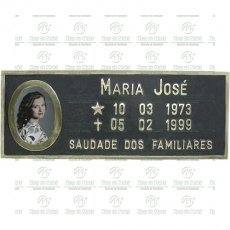 MARIA JOSÉ
★ 10 03 1973
✝ 05 02 1999
SAUDADE DOS FAMILIARES